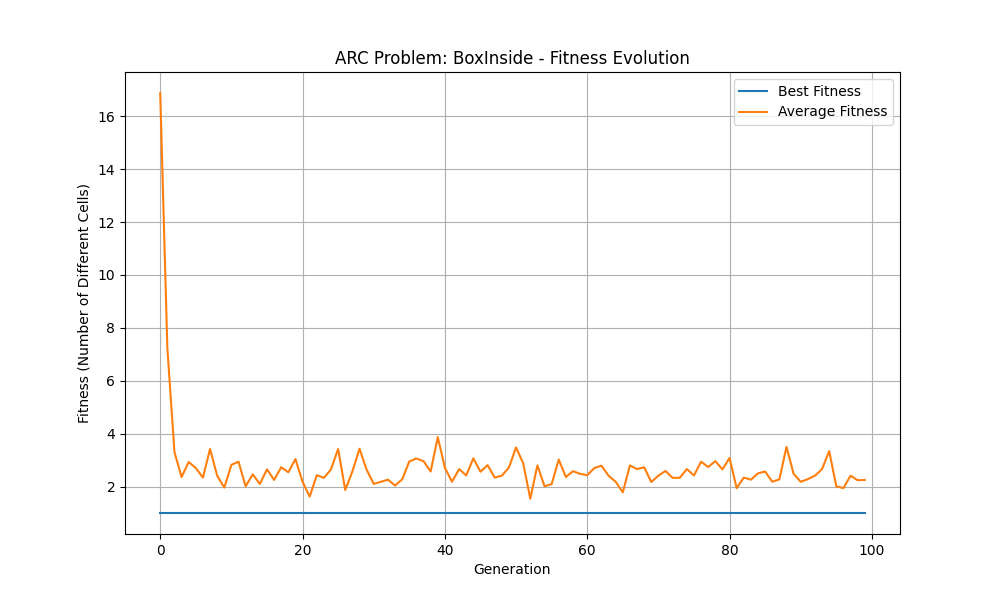 ARC Problem: BoxInside - Fitness Evolution
Best Fitness
Average Fitness
Fitness (Number of Different Cells)
16
14
12
10
8
6
4
2
0
20
40
60
80
100
Generation